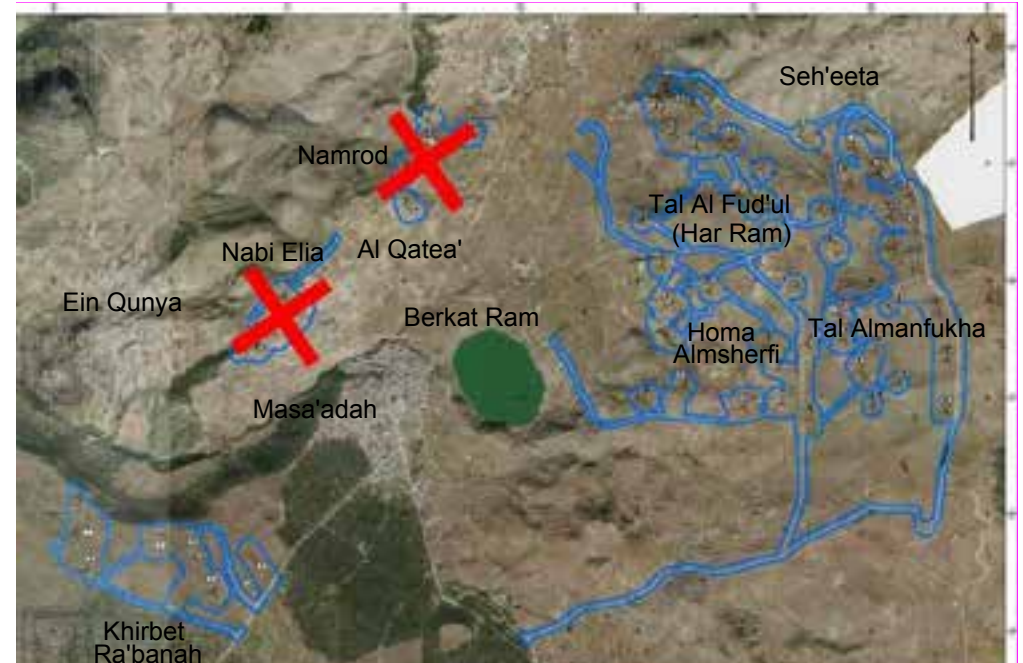 Seh'eeta
Namrod
Tal Al Fud'ul
(Har Ram)
Nabi Elia
Al Qatea'
Ein Qunya
Berkat Ram
Homa
Almsherfi
Tal Almanfukha
Masa'adah
Khirbet
Ra'banah